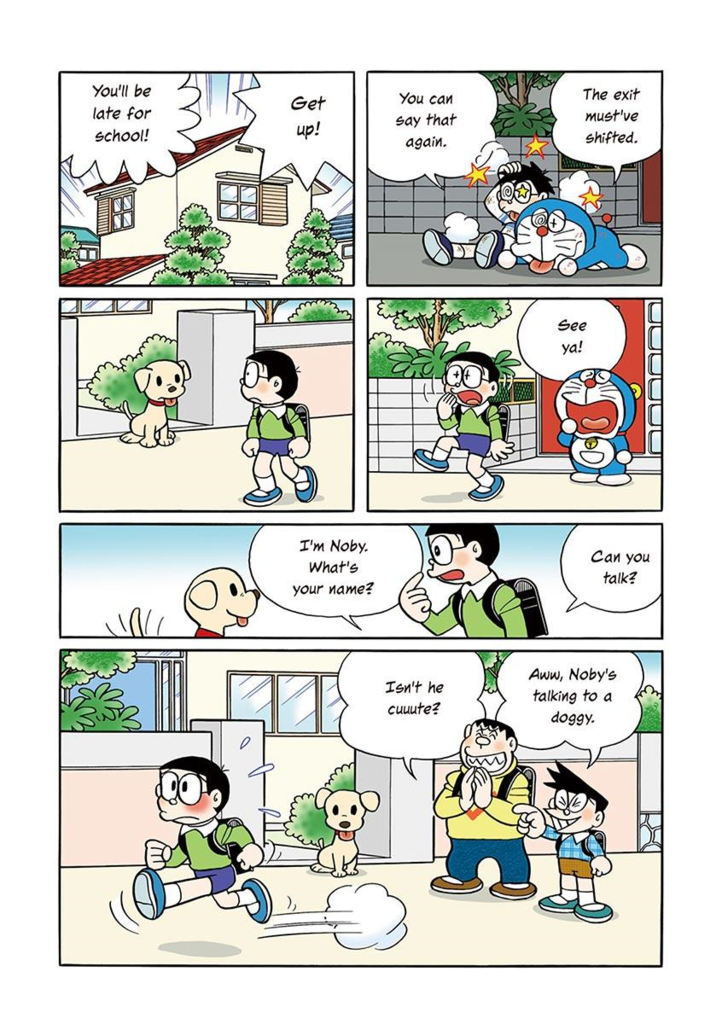 The exit
must've
shifted.
You can
say that
again.
Get
up!
You'll be
late for
school!
See
ya!
Can you
talk?
I'm Noby.
What's
your name?
Aww, Noby's
talking to a
doggy.
Isn't he
cuuute?